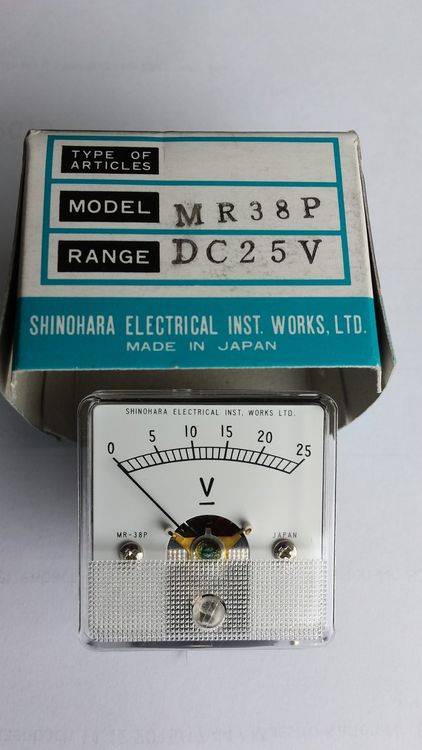 TYPE OF
ARTICLES
MODEL MR38P
RANGE DC25V
SHINOHARA ELECTRICAL INST. WORKS, LTD.
MADE IN JAPAN
SHINOHARA ELECTRICAL INST, WORKS LTD.
0 5 10 15 20 25
V
MR-38P JAPAN